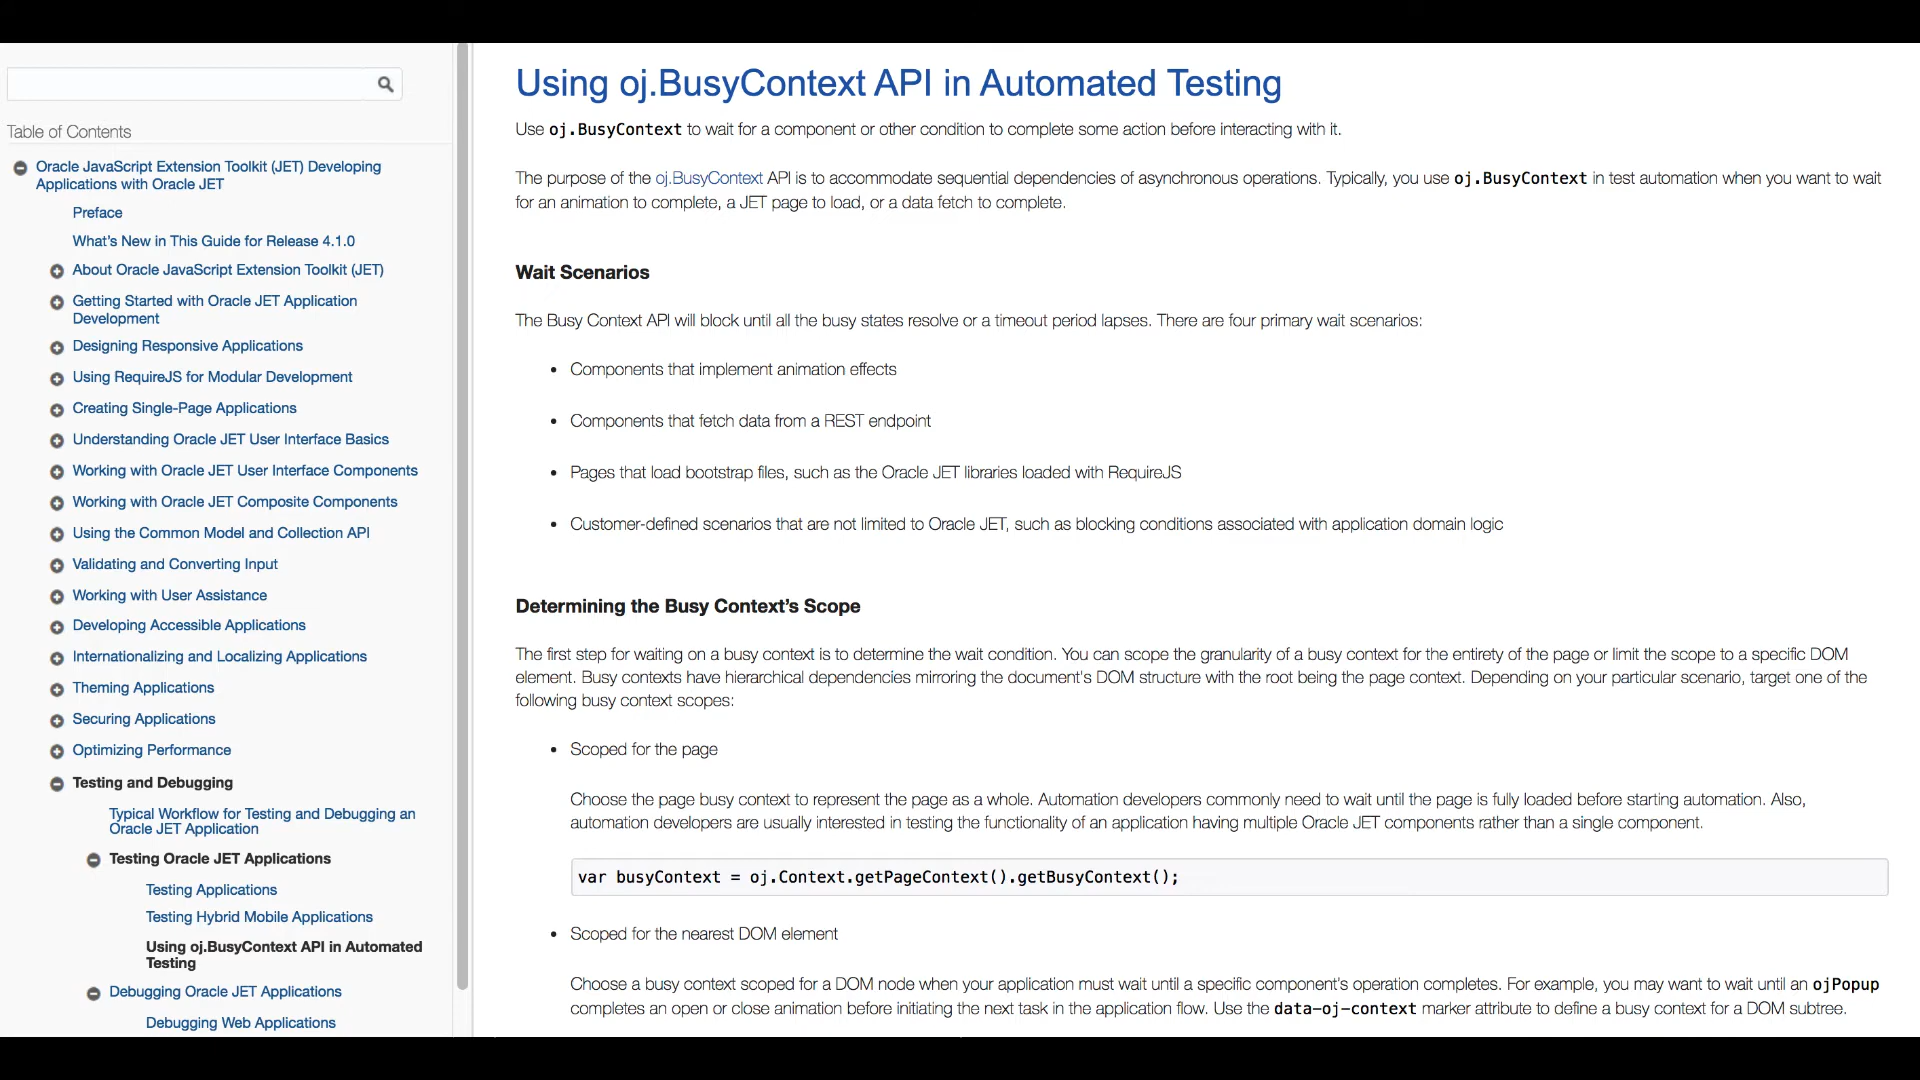 Table of Contents
Oracle JavaScript Extension Toolkit (JET) Developing
Applications with Oracle JET
Preface
What's New in This Guide for Release 4.1.0
About Oracle JavaScript Extension Toolkit (JET)
Getting Started with Oracle JET Application
Development
Designing Responsive Applications
Using RequireJS for Modular Development
Creating Single-Page Applications
Understanding Oracle JET User Interface Basics
Working with Oracle JET User Interface Components
Working with Oracle JET Composite Components
Using the Common Model and Collection API
Validating and Converting Input
Working with User Assistance
Developing Accessible Applications
Internationalizing and Localizing Applications
Theming Applications
Securing Applications
Optimizing Performance
Testing and Debugging
Typical Workflow for Testing and Debugging an
Oracle JET Application
Testing Oracle JET Applications
Testing Applications
Testing Hybrid Mobile Applications
Using oj.BusyContext API in Automated
Testing
Debugging Oracle JET Applications
Debugging Web Applications
Using oj.BusyContext API in Automated Testing
Use oj.BusyContext to wait for a component or other condition to complete some action before interacting with it.
The purpose of the oj.BusyContext API is to accommodate sequential dependencies of asynchronous operations. Typically, you use oj.BusyContext in test automation when you want to wait
for an animation to complete, a JET page to load, or a data fetch to complete.
Wait Scenarios
The Busy Context API will block until all the busy states resolve or a timeout period lapses. There are four primary wait scenarios:
• Components that implement animation effects
• Components that fetch data from a REST endpoint
• Pages that load bootstrap files, such as the Oracle JET libraries loaded with RequireJS
• Customer-defined scenarios that are not limited to Oracle JET, such as blocking conditions associated with application domain logic
Determining the Busy Context's Scope
The first step for waiting on a busy context is to determine the wait condition. You can scope the granularity of a busy context for the entirety of the page or limit the scope to a specific DOM
element. Busy contexts have hierarchical dependencies mirroring the document's DOM structure with the root being the page context. Depending on your particular scenario, target one of the
following busy context scopes:
• Scoped for the page
Choose the page busy context to represent the page as a whole. Automation developers commonly need to wait until the page is fully loaded before starting automation. Also,
automation developers are usually interested in testing the functionality of an application having multiple Oracle JET components rather than a single component.
var busyContext = oj.Context.getPageContext().getBusyContext();
• Scoped for the nearest DOM element
Choose a busy context scoped for a DOM node when your application must wait until a specific component's operation completes. For example, you may want to wait until an ojPopup
completes an open or close animation before initiating the next task in the application flow. Use the data-oj-context marker attribute to define a busy context for a DOM subtree.